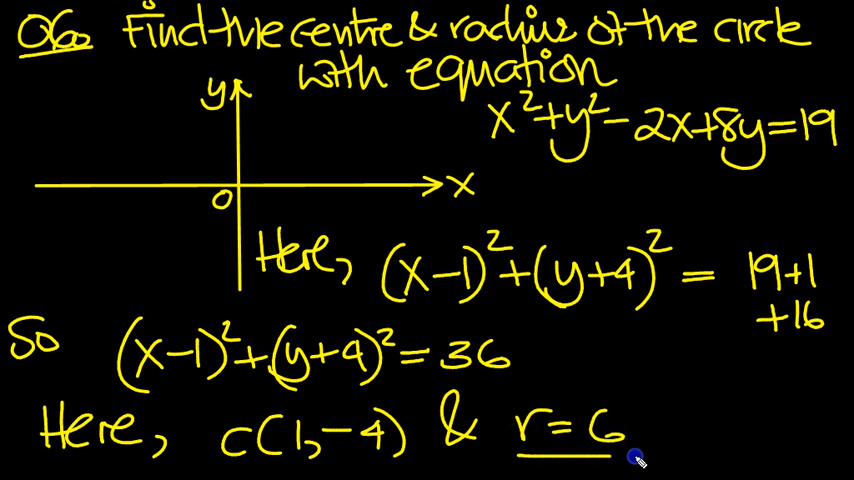 Q6. Find the centre & radius of the circle
with equation
x²+y²-2x+8y=19
y
x
0
Here, (x-1)²+(y+4)² = 19+1
+16
So (x-1)²+(y+4)²=36
Here, C(1,-4) & r=6